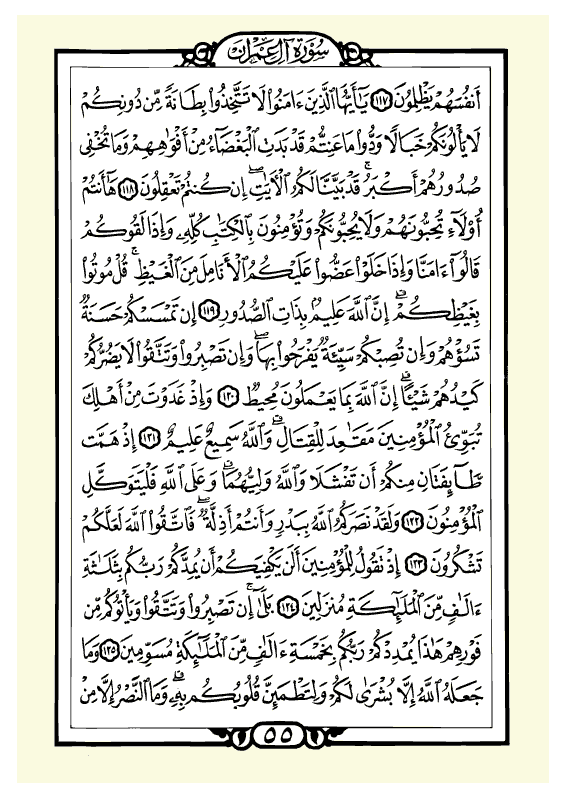 سُورَةُ آلِ عِمْرَانَ
أَنفُسَهُمْ يَظْلِمُونَ ١١٧ يَٰٓأَيُّهَا ٱلَّذِينَ ءَامَنُوا۟ لَا تَتَّخِذُوا۟ بِطَانَةً مِّن دُونِكُمْ
لَا يَأْلُونَكُمْ خَبَالًا وَدُّوا۟ مَا عَنِتُّمْ قَدْ بَدَتِ ٱلْبَغْضَآءُ مِنْ أَفْوَٰهِهِمْ وَمَا تُخْفِى
صُدُورُهُمْ أَكْبَرُ ۚ قَدْ بَيَّنَّا لَكُمُ ٱلْءَايَٰتِ ۖ إِن كُنتُمْ تَعْقِلُونَ ١١٨ هَٰٓأَنتُمْ
أُو۟لَآءِ تُحِبُّونَهُمْ وَلَا يُحِبُّونَكُمْ وَتُؤْمِنُونَ بِٱلْكِتَٰبِ كُلِّهِۦ وَإِذَا لَقُوكُمْ
قَالُوٓا۟ ءَامَنَّا وَإِذَا خَلَوْا۟ عَضُّوا۟ عَلَيْكُمُ ٱلْأَنَامِلَ مِنَ ٱلْغَيْظِ ۚ قُلْ مُوتُوا۟
بِغَيْظِكُمْ ۗ إِنَّ ٱللَّهَ عَلِيمٌۢ بِذَاتِ ٱلصُّدُورِ ١١٩ إِن تَمْسَسْكُمْ حَسَنَةٌ
تَسُؤْهُمْ وَإِن تُصِبْكُمْ سَيِّئَةٌ يَفْرَحُوا۟ بِهَا ۖ وَإِن تَصْبِرُوا۟ وَتَتَّقُوا۟ لَا يَضُرُّكُمْ
كَيْدُهُمْ شَيْـًٔا ۗ إِنَّ ٱللَّهَ بِمَا يَعْمَلُونَ مُحِيطٌ ١٢٠ وَإِذْ غَدَوْتَ مِنْ أَهْلِكَ
تُبَوِّئُ ٱلْمُؤْمِنِينَ مَقَٰعِدَ لِلْقِتَالِ ۗ وَٱللَّهُ سَمِيعٌ عَلِيمٌ ١٢١ إِذْ هَمَّت
طَّآئِفَتَانِ مِنكُمْ أَن تَفْشَلَا وَٱللَّهُ وَلِيُّهُمَا ۗ وَعَلَى ٱللَّهِ فَلْيَتَوَكَّلِ
ٱلْمُؤْمِنُونَ ١٢٢ وَلَقَدْ نَصَرَكُمُ ٱللَّهُ بِبَدْرٍ وَأَنتُمْ أَذِلَّةٌ ۖ فَٱتَّقُوا۟ ٱللَّهَ لَعَلَّكُمْ
تَشْكُرُونَ ١٢٣ إِذْ تَقُولُ لِلْمُؤْمِنِينَ أَلَن يَكْفِيَكُمْ أَن يُمِدَّكُمْ رَبُّكُم بِثَلَٰثَةِ
ءَالَٰفٍ مِّنَ ٱلْمَلَٰٓئِكَةِ مُنزَلِينَ ١٢٤ بَلَىٰٓ ۚ إِن تَصْبِرُوا۟ وَتَتَّقُوا۟ وَيَأْتُوكُم مِّن
فَوْرِهِمْ هَٰذَا يُمْدِدْكُمْ رَبُّكُم بِخَمْسَةِ ءَالَٰفٍ مِّنَ ٱلْمَلَٰٓئِكَةِ مُسَوِّمِينَ ١٢٥ وَمَا
جَعَلَهُ ٱللَّهُ إِلَّا بُشْرَىٰ لَكُمْ وَلِتَطْمَئِنَّ قُلُوبُكُم بِهِۦ ۗ وَمَا ٱلنَّصْرُ إِلَّا مِنْ
٥٥